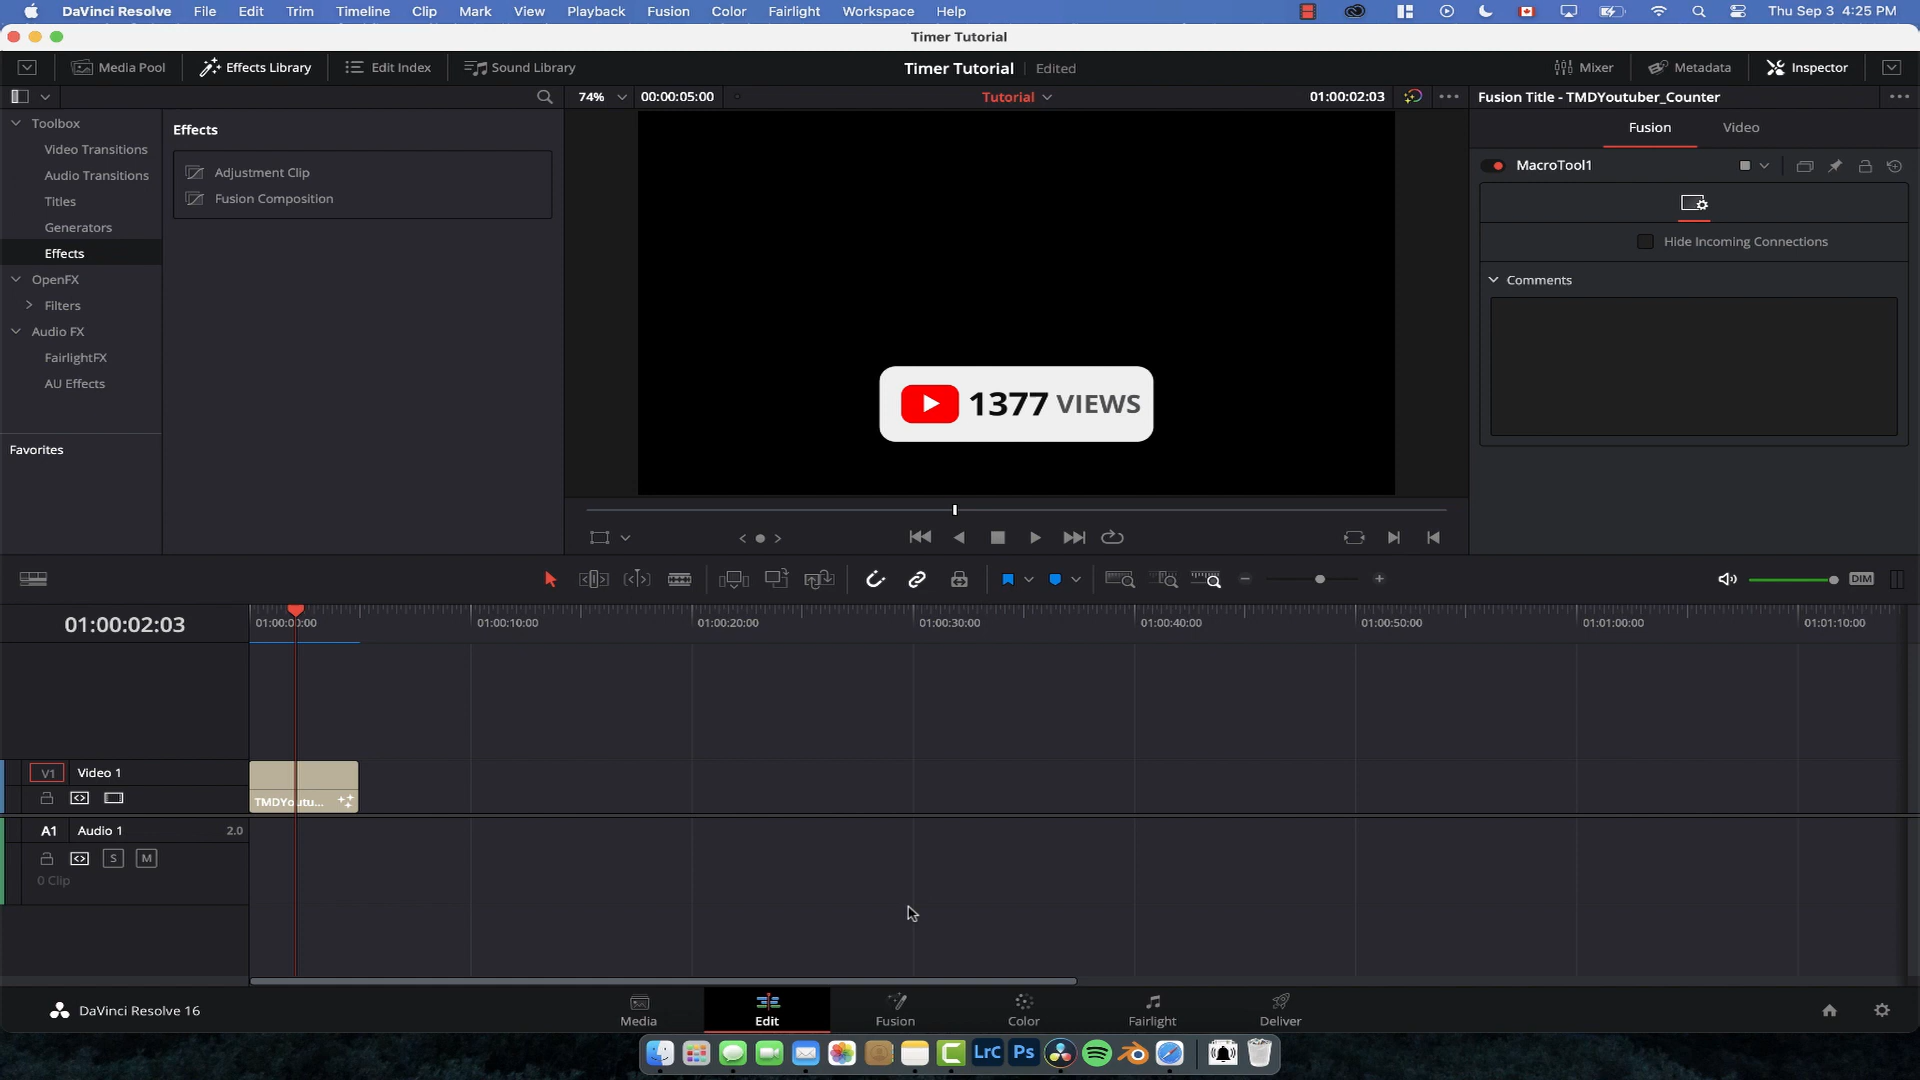 DaVinci Resolve File Edit Trim Timeline Clip Mark View Playback Fusion Color Fairlight Workspace Help Thu Sep 3 4:25 PM
Timer Tutorial
Media Pool Effects Library Edit Index Sound Library Timer Tutorial Edited Mixer Metadata Inspector
74% 00:00:05:00 Tutorial 01:00:02:03 Fusion Title - TMDYoutuber_Counter
Toolbox Effects Fusion Video
Video Transitions
Audio Transitions Adjustment Clip MacroTool1
Titles Fusion Composition
Generators
Effects Hide Incoming Connections
OpenFX Comments
Filters
Audio FX
FairlightFX
AU Effects
1377 VIEWS
Favorites
DIM
01:00:02:03 01:00:00:00 01:00:10:00 01:00:20:00 01:00:30:00 01:00:40:00 01:00:50:00 01:01:00:00 01:01:10:00
V1 Video 1
TMDYoutu...
A1 Audio 1 2.0
S M
0 Clip
DaVinci Resolve 16 Media Edit Fusion Color Fairlight Deliver
LrC Ps